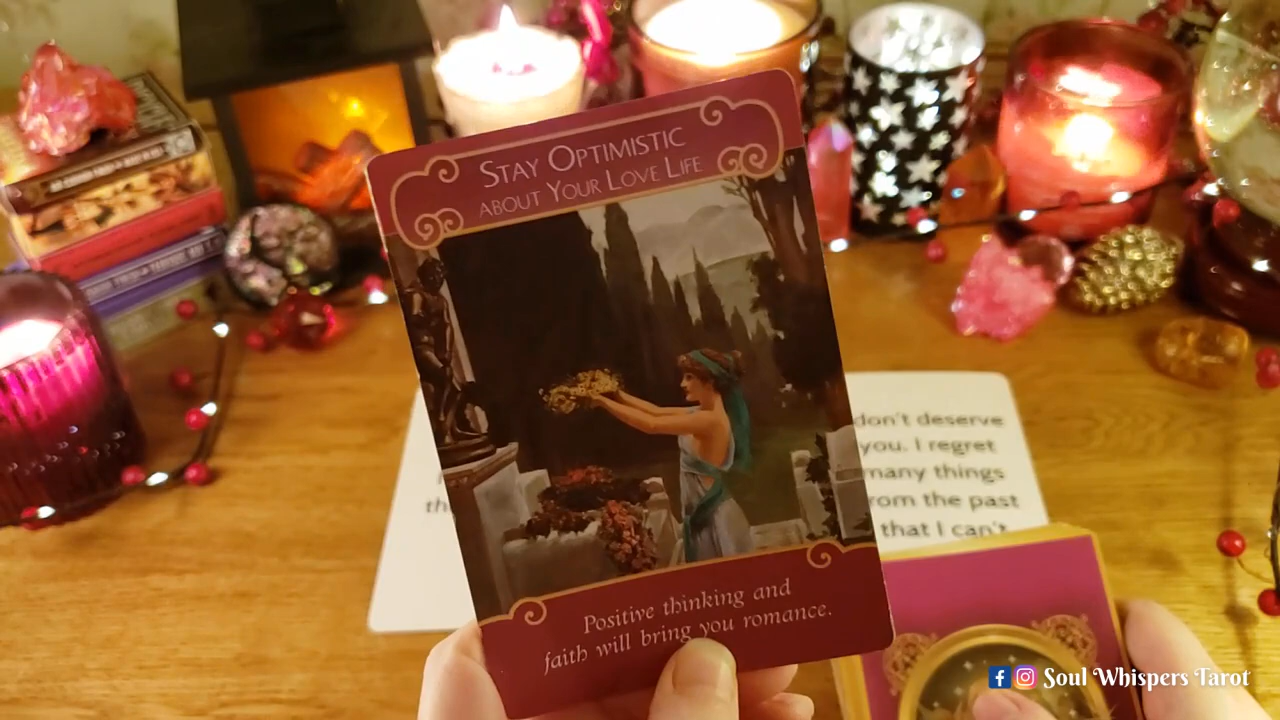 STAY OPTIMISTIC
ABOUT YOUR LOVE LIFE
Positive thinking and
faith will bring you romance.
don't deserve
you. I regret
many things
from the past
that I can't
Soul Whispers Tarot